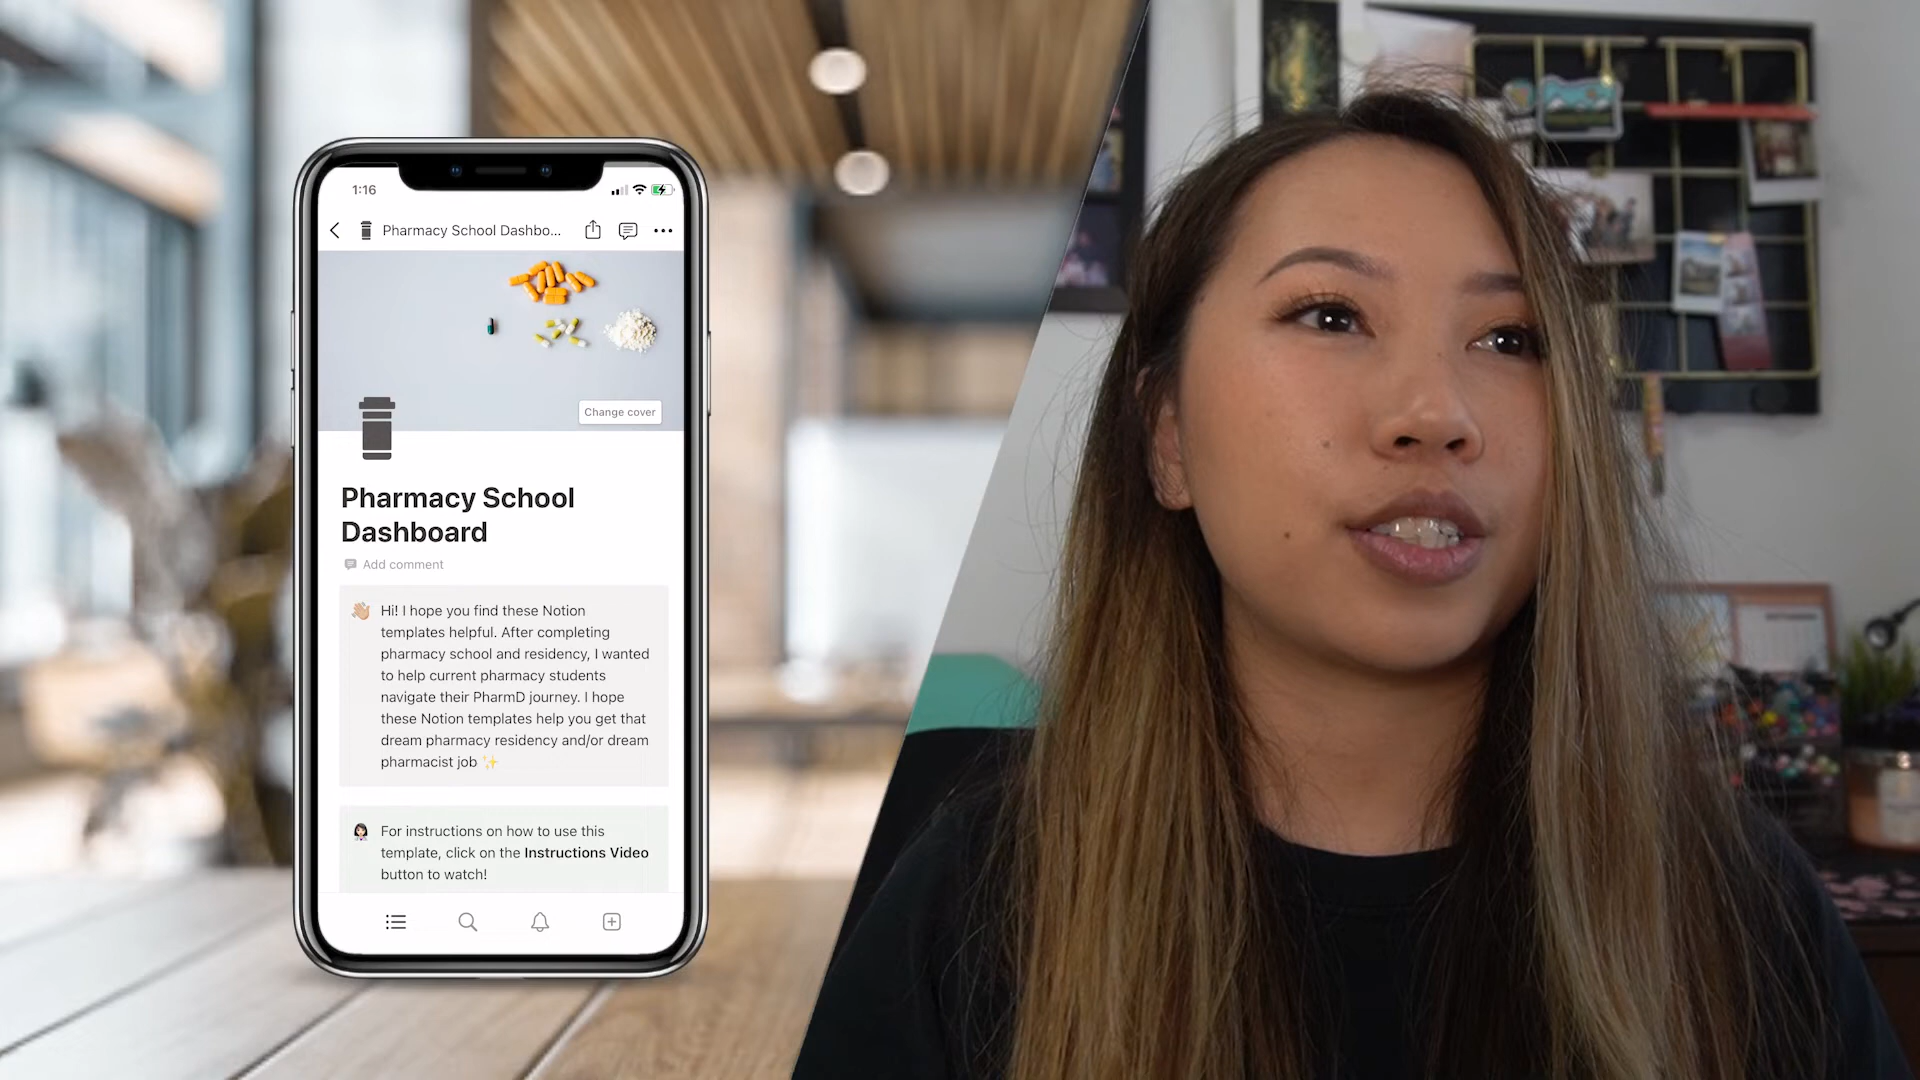 1:16
Pharmacy School Dashbo...
Change cover
Pharmacy School
Dashboard
Add comment
Hi! I hope you find these Notion
templates helpful. After completing
pharmacy school and residency, I wanted
to help current pharmacy students
navigate their PharmD journey. I hope
these Notion templates help you get that
dream pharmacy residency and/or dream
pharmacist job ✨
For instructions on how to use this
template, click on the Instructions Video
button to watch!